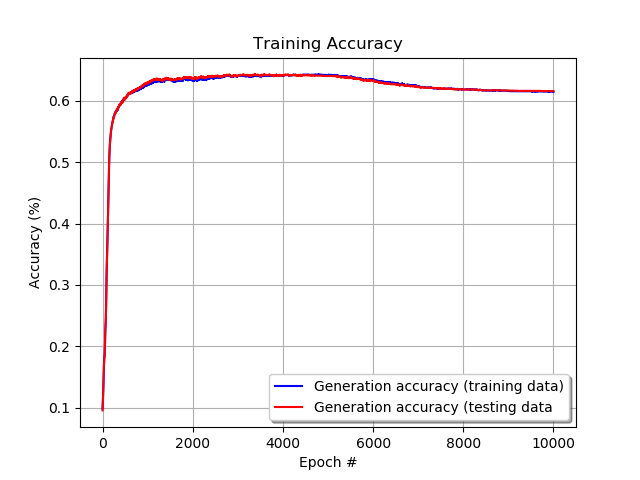 Training Accuracy
Accuracy (%)
0.6
0.5
0.4
0.3
0.2
0.1
Generation accuracy (training data)
Generation accuracy (testing data
0 2000 4000 6000 8000 10000
Epoch #